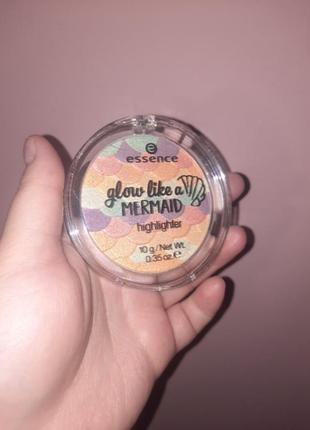 e
essence
glow like a
MERMAID
highlighter
10 g / Net Wt.
0.35 oz. e